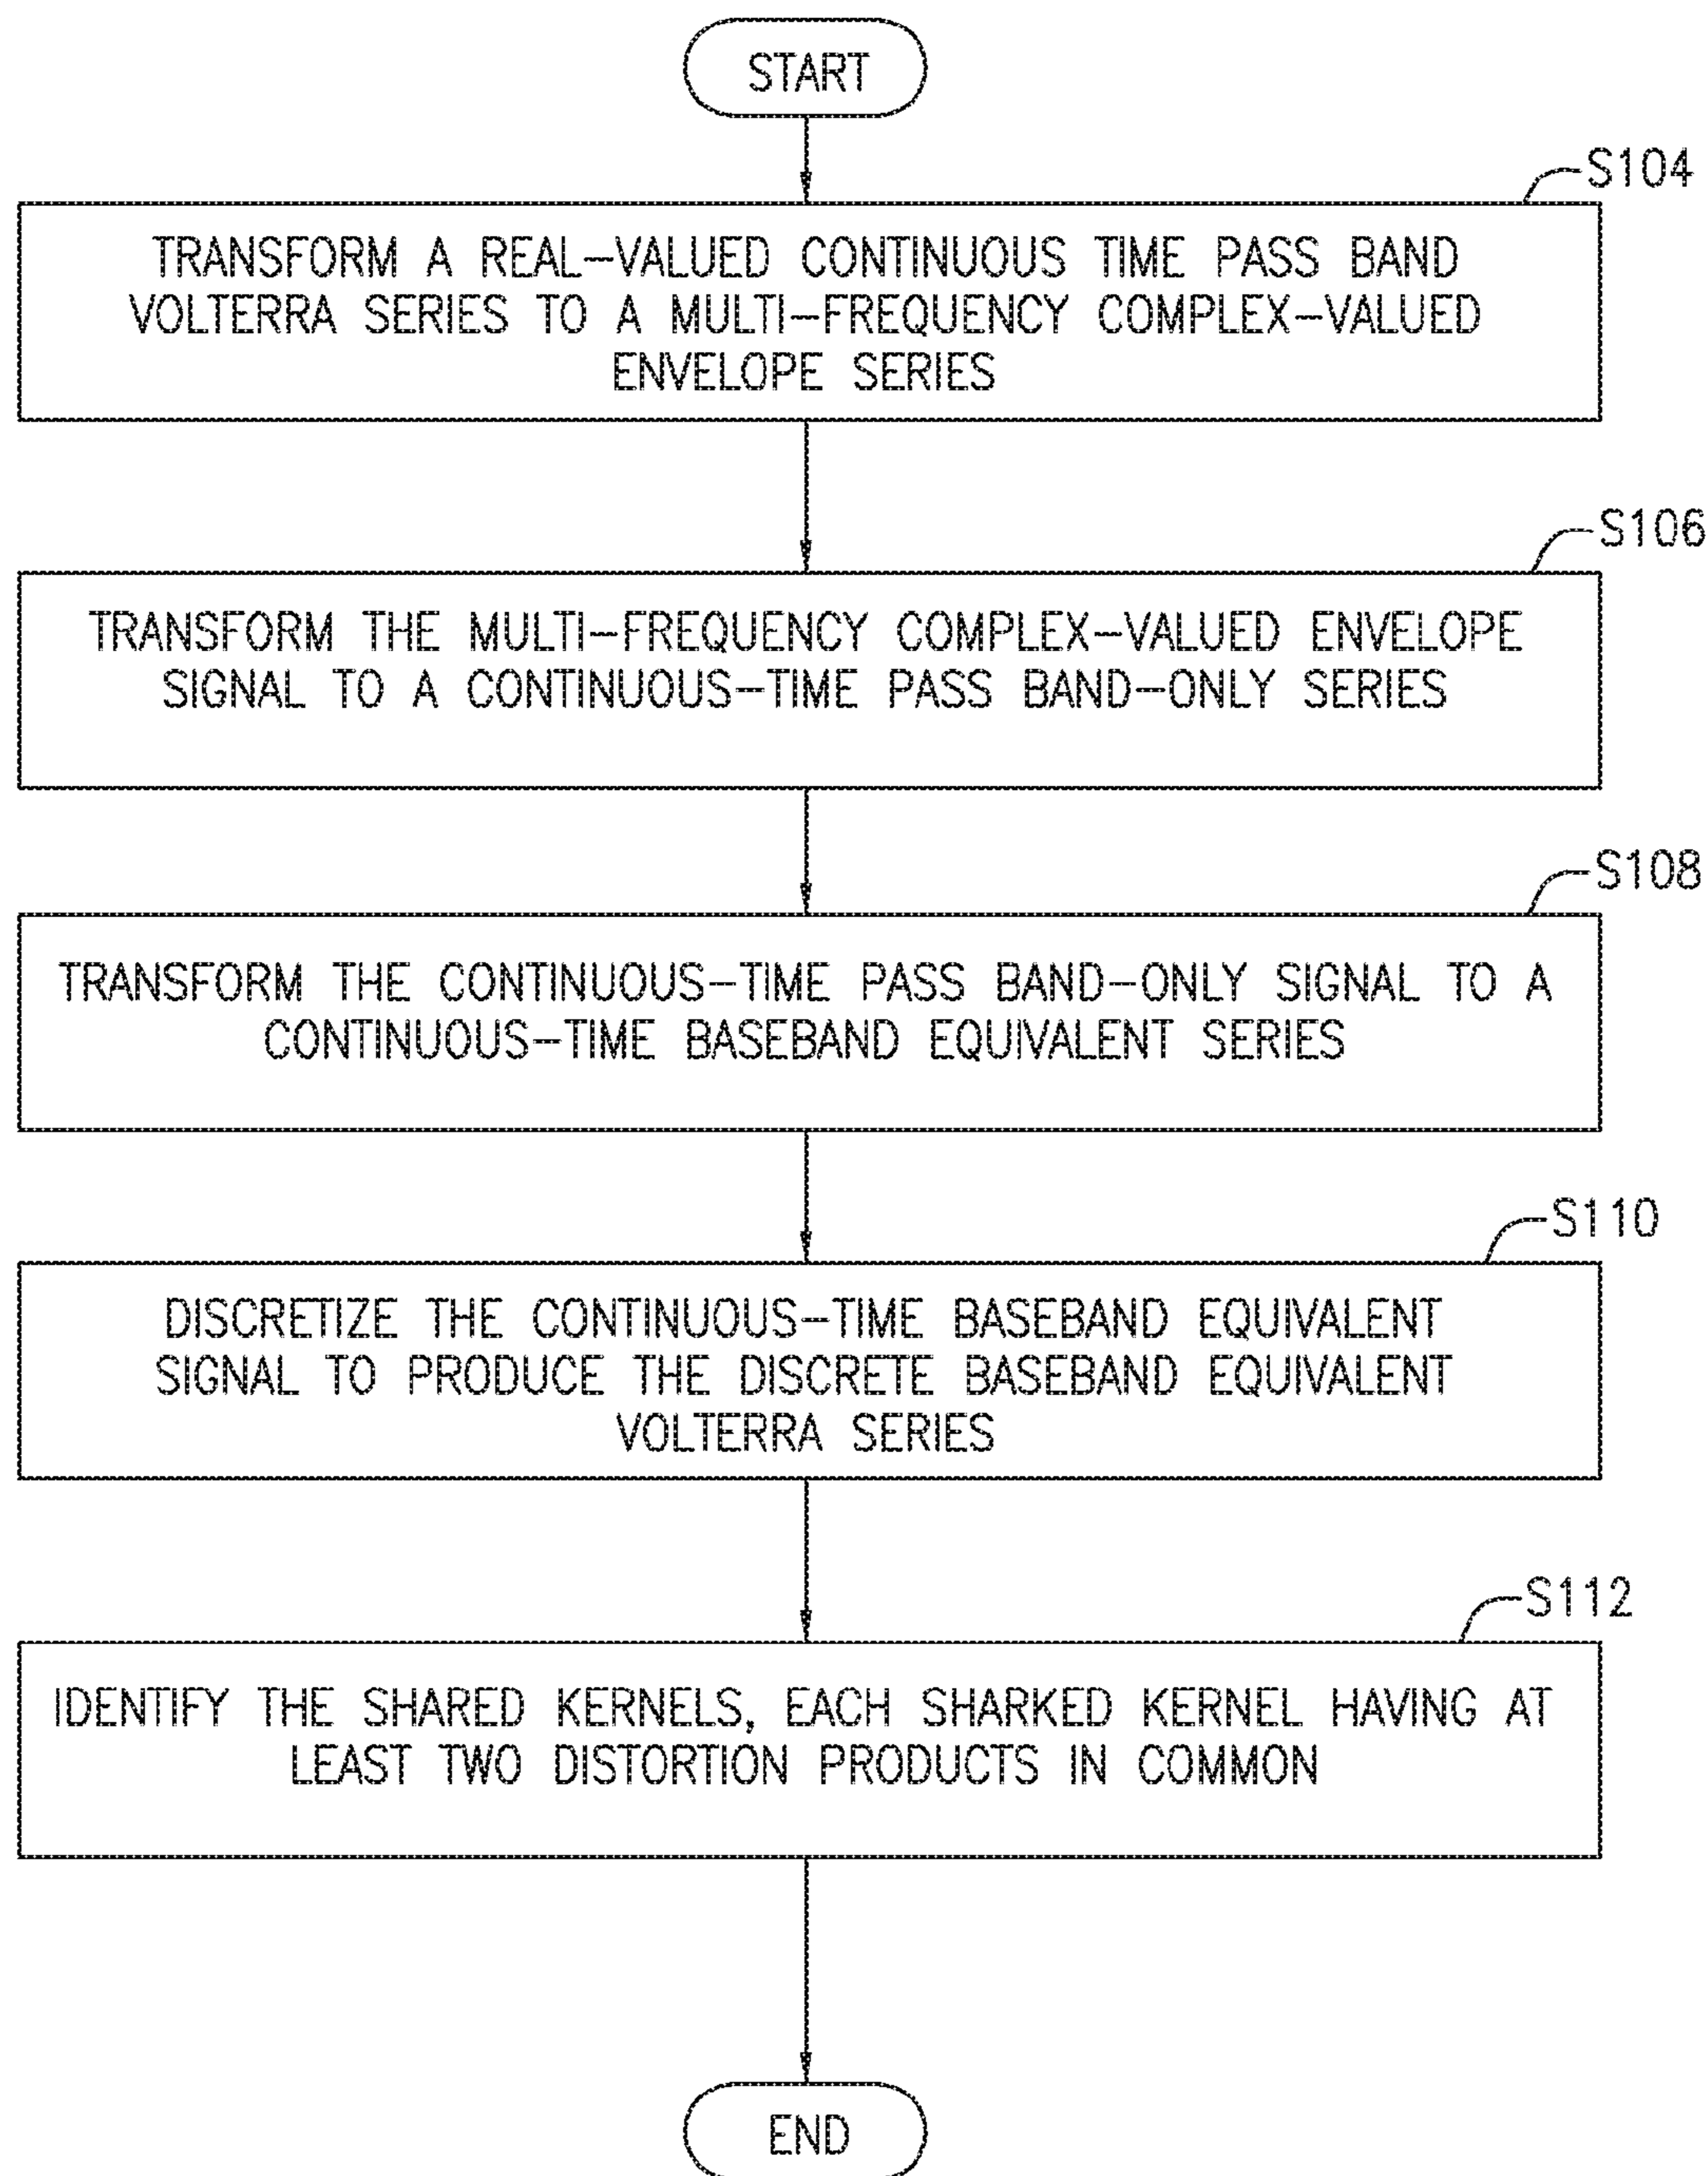 START
S104
TRANSFORM A REAL-VALUED CONTINUOUS TIME PASS BAND
VOLTERRA SERIES TO A MULTI-FREQUENCY COMPLEX-VALUED
ENVELOPE SERIES
S106
TRANSFORM THE MULTI-FREQUENCY COMPLEX-VALUED ENVELOPE
SIGNAL TO A CONTINUOUS-TIME PASS BAND-ONLY SERIES
S108
TRANSFORM THE CONTINUOUS-TIME PASS BAND-ONLY SIGNAL TO A
CONTINUOUS-TIME BASEBAND EQUIVALENT SERIES
S110
DISCRETIZE THE CONTINUOUS-TIME BASEBAND EQUIVALENT
SIGNAL TO PRODUCE THE DISCRETE BASEBAND EQUIVALENT
VOLTERRA SERIES
S112
IDENTIFY THE SHARED KERNELS, EACH SHARKED KERNEL HAVING AT
LEAST TWO DISTORTION PRODUCTS IN COMMON
END